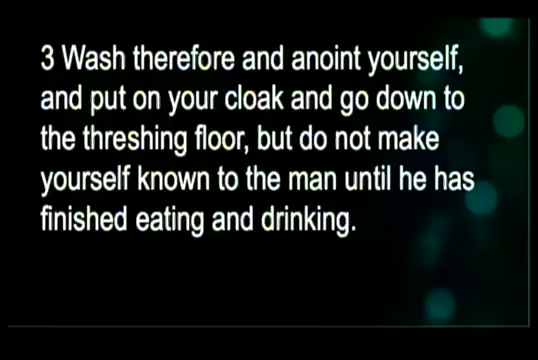 3 Wash therefore and anoint yourself,
and put on your cloak and go down to
the threshing floor, but do not make
yourself known to the man until he has
finished eating and drinking.